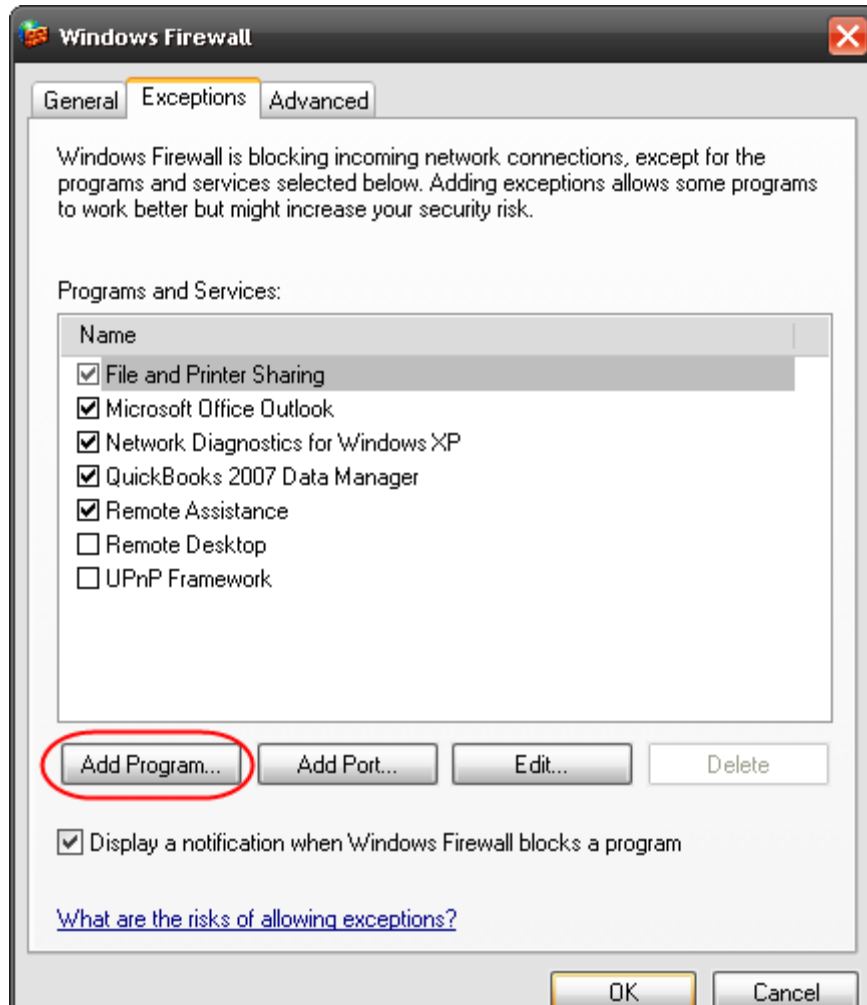 Windows Firewall
General Exceptions Advanced
Windows Firewall is blocking incoming network connections, except for the
programs and services selected below. Adding exceptions allows some programs
to work better but might increase your security risk.
Programs and Services:
Name
File and Printer Sharing
Microsoft Office Outlook
Network Diagnostics for Windows XP
QuickBooks 2007 Data Manager
Remote Assistance
Remote Desktop
UPnP Framework
Add Program... Add Port... Edit... Delete
Display a notification when Windows Firewall blocks a program
What are the risks of allowing exceptions?
OK Cancel